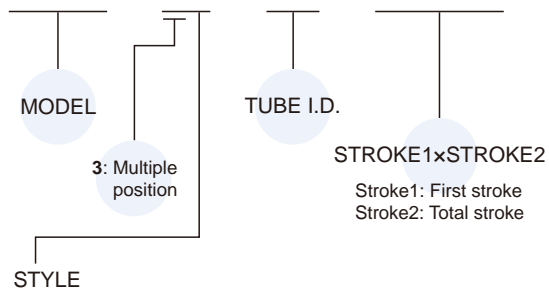 MODEL
TUBE I.D.
STROKE1×STROKE2
3: Multiple
position
Stroke1: First stroke
Stroke2: Total stroke
STYLE